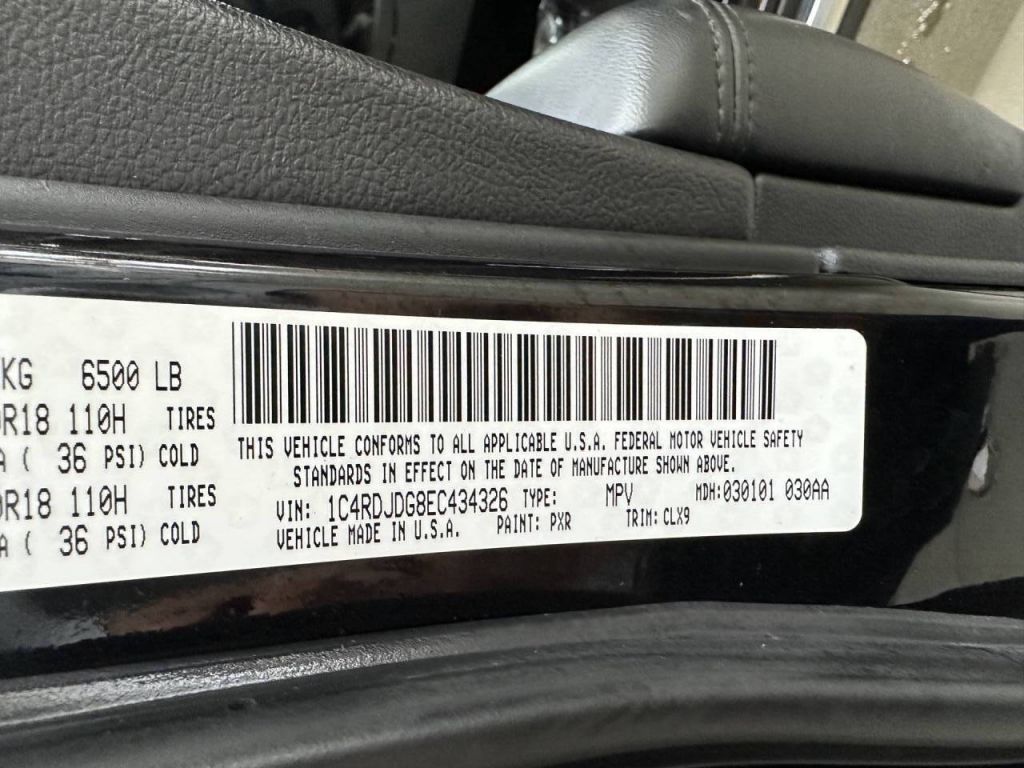 KG 6500 LB
R18 110H TIRES
( 36 PSI) COLD
R18 110H TIRES
( 36 PSI) COLD
THIS VEHICLE CONFORMS TO ALL APPLICABLE U.S.A. FEDERAL MOTOR VEHICLE SAFETY
STANDARDS IN EFFECT ON THE DATE OF MANUFACTURE SHOWN ABOVE.
VIN: 1C4RDJDG8EC434326 TYPE: MPV MDH:030101 030AA
VEHICLE MADE IN U.S.A. PAINT: PXR TRIM:CLX9